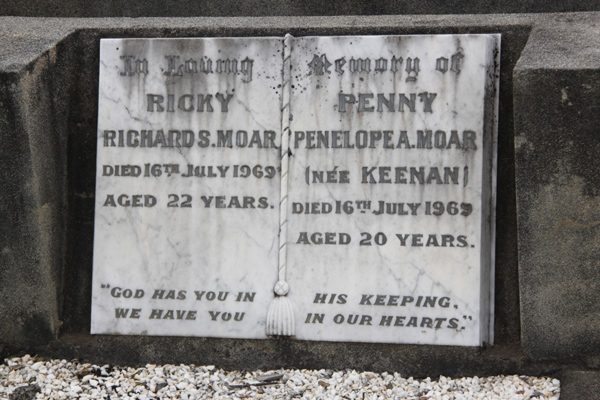 In Loving Memory of
RICKY
RICHARD S. MOAR
DIED 16TH JULY 1969
AGED 22 YEARS.
PENNY
PENELOPE A. MOAR
(NÉE KEENAN)
DIED 16TH JULY 1969
AGED 20 YEARS.
"GOD HAS YOU IN HIS KEEPING,
WE HAVE YOU IN OUR HEARTS."